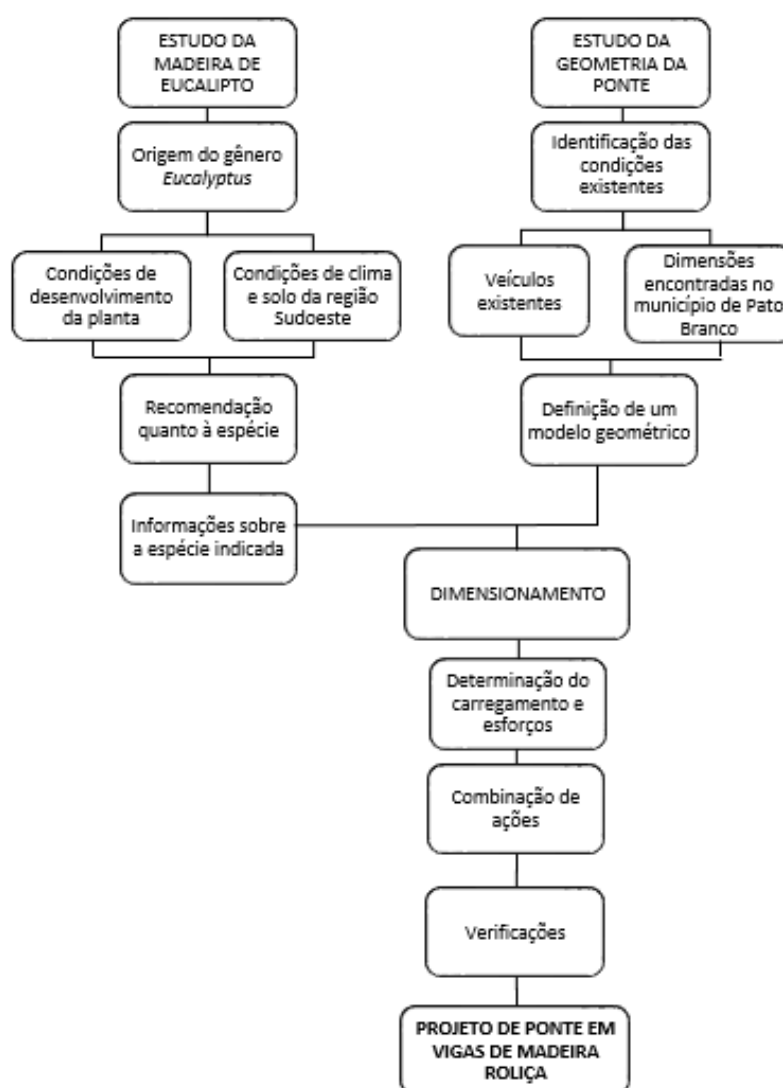 ESTUDO DA
MADEIRA DE
EUCALIPTO
ESTUDO DA
GEOMETRIA DA
PONTE
Origem do gênero
Eucalyptus
Identificação das
condições
existentes
Condições de
desenvolvimento
da planta
Condições de clima
e solo da região
Sudoeste
Veículos
existentes
Dimensões
encontradas no
município de Pato
Branco
Recomendação
quanto à espécie
Definição de um
modelo geométrico
Informações sobre
a espécie indicada
DIMENSIONAMENTO
Determinação do
carregamento e
esforços
Combinação de
ações
Verificações
PROJETO DE PONTE EM
VIGAS DE MADEIRA
ROLIÇA